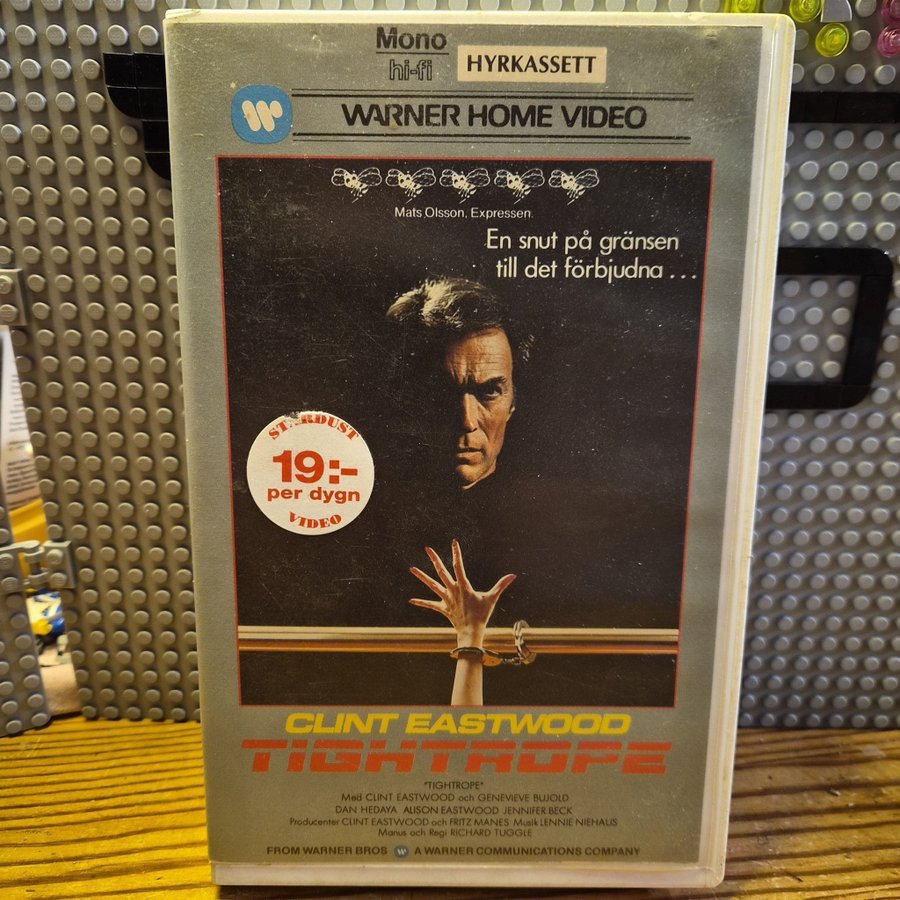 Mono
hi-fi
HYRKASSETT
WARNER HOME VIDEO
Mats Olsson, Expressen.
En snut på gränsen
till det förbjudna ...
STARDUST
19:-
per dygn
VIDEO
CLINT EASTWOOD
TIGHTROPE
"TIGHTROPE"
Med CLINT EASTWOOD och GENEVIEVE BUJOLD
DAN HEDAYA ALISON EASTWOOD JENNIFER BECK
Producenter CLINT EASTWOOD och FRITZ MANES Musik LENNIE NIEHAUS
Manus och Regi RICHARD TUGGLE
FROM WARNER BROS A WARNER COMMUNICATIONS COMPANY